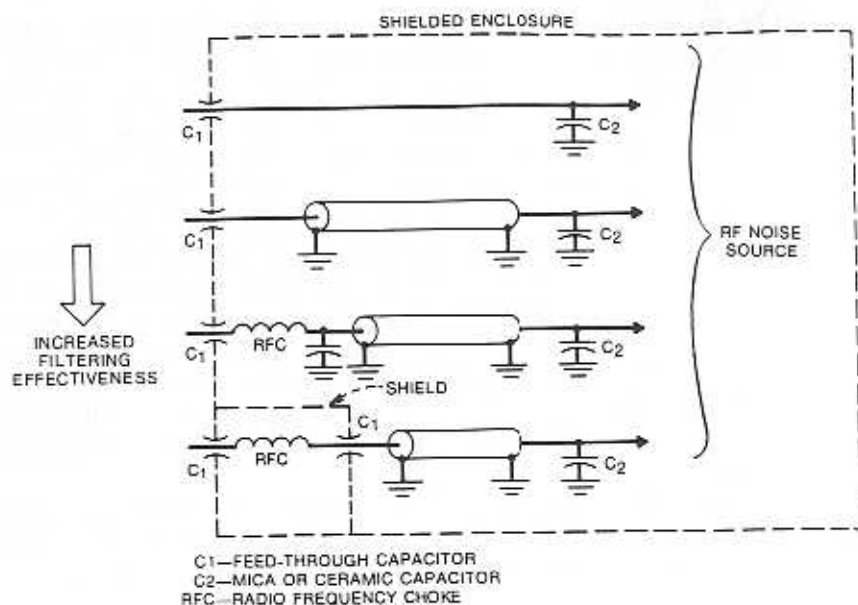 SHIELDED ENCLOSURE
C1
C2
C1
C2
RF NOISE
SOURCE
INCREASED
FILTERING
EFFECTIVENESS
C1
RFC
C2
SHIELD
C1
C1
RFC
C2
C1—FEED-THROUGH CAPACITOR
C2—MICA OR CERAMIC CAPACITOR
RFC—RADIO FREQUENCY CHOKE